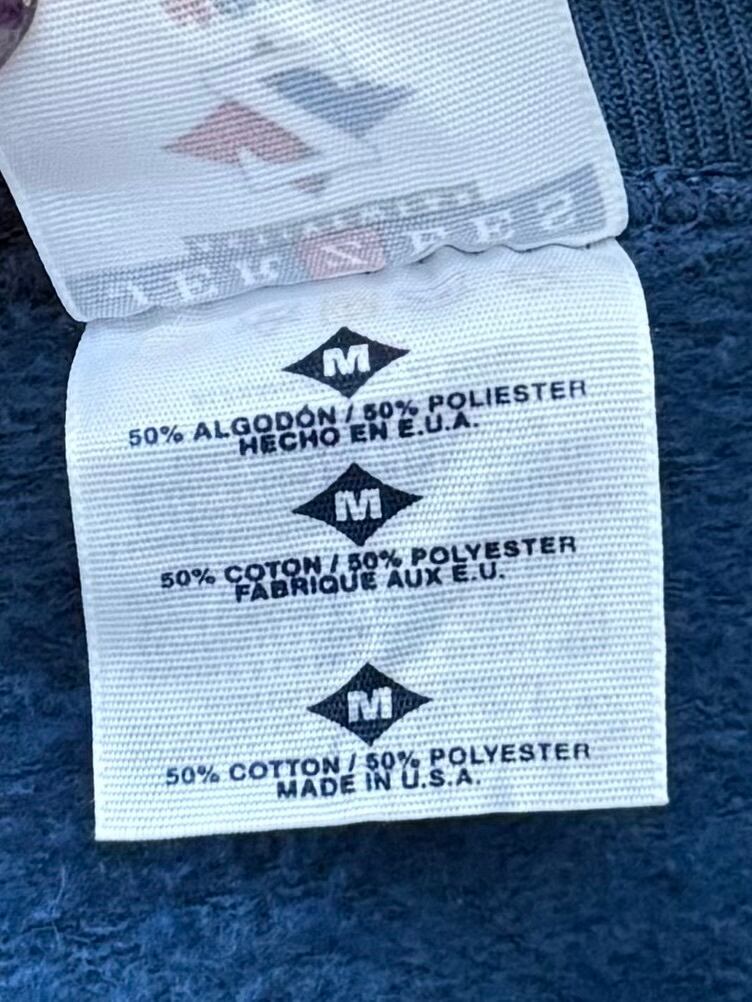 M
50% ALGODÓN / 50% POLIESTER
HECHO EN E.U.A.
M
50% COTON / 50% POLYESTER
FABRIQUE AUX E.U.
M
50% COTTON / 50% POLYESTER
MADE IN U.S.A.